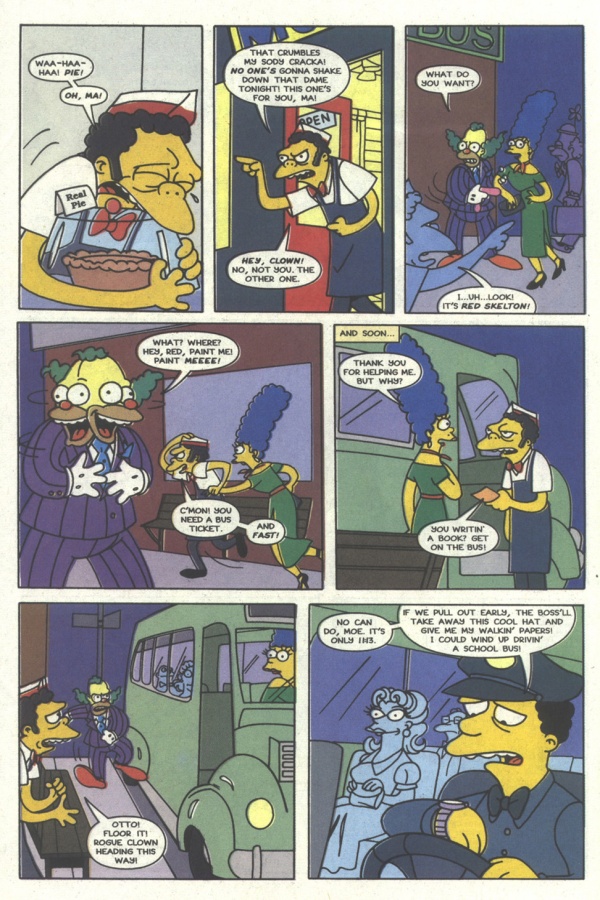 WAA-HAA-
HAA! PIE!
OH, MA!
Real
Pie
THAT CRUMBLES
MY SODY CRACKA!
NO ONE'S GONNA SHAKE
DOWN THAT DAME
TONIGHT! THIS ONE'S
FOR YOU, MA!
OPEN
HEY, CLOWN!
NO, NOT YOU. THE
OTHER ONE.
BUS
WHAT DO
YOU WANT?
I...UH...LOOK!
IT'S RED SKELTON!
WHAT? WHERE?
HEY, RED, PAINT ME!
PAINT MEEEE!
C'MON! YOU
NEED A BUS
TICKET.
AND
FAST!
AND SOON...
THANK YOU
FOR HELPING ME.
BUT WHY?
YOU WRITIN'
A BOOK? GET
ON THE BUS!
OTTO!
FLOOR IT!
ROGUE CLOWN
HEADING THIS
WAY!
NO CAN
DO, MOE. IT'S
ONLY 1:13.
IF WE PULL OUT EARLY, THE BOSS'LL
TAKE AWAY THIS COOL HAT AND
GIVE ME MY WALKIN' PAPERS!
I COULD WIND UP DRIVIN'
A SCHOOL BUS!